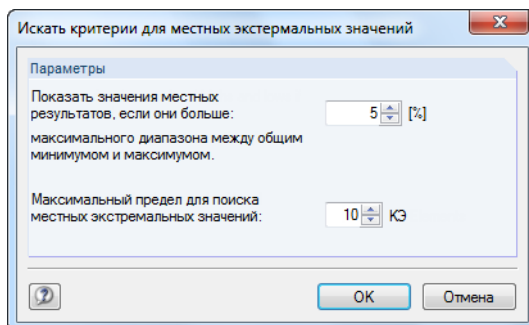 Искать критерии для местных экстермальных значений
Параметры
Показать значения местных
результатов, если они больше:
5 [%]
максимального диапазона между общим
минимумом и максимумом.
Максимальный предел для поиска
местных экстремальных значений:
10 КЭ
OK Отмена